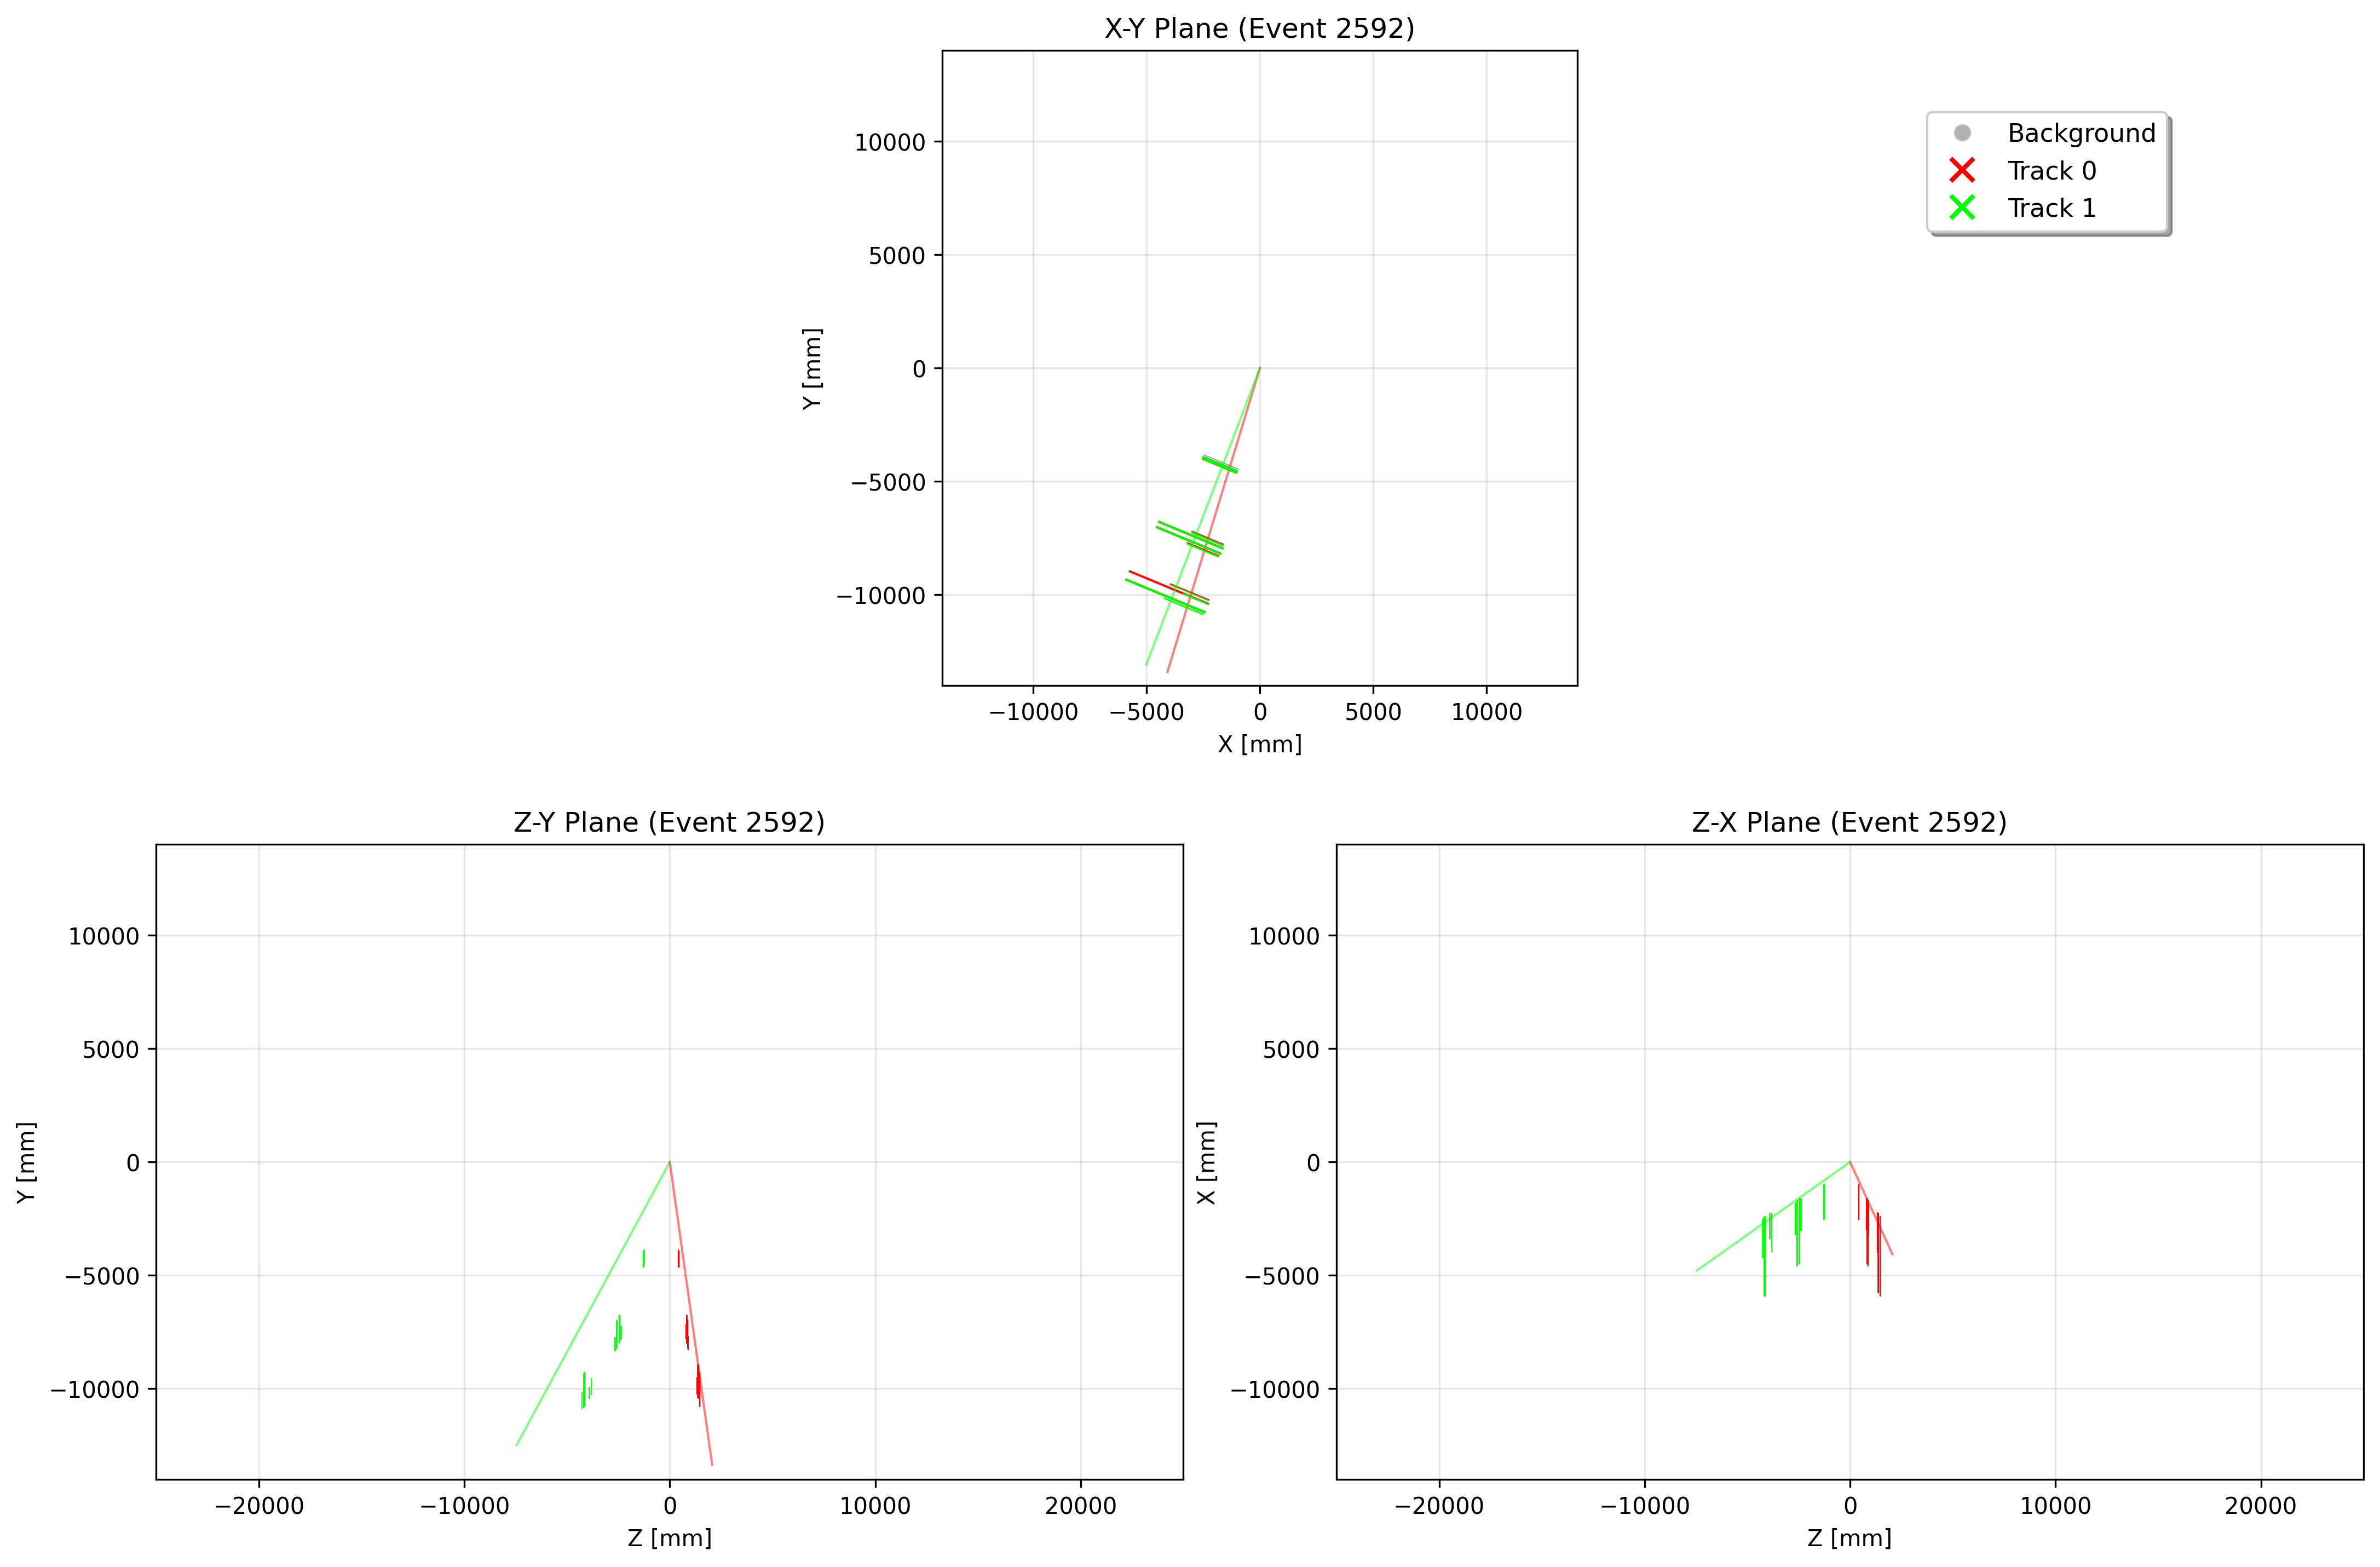 X-Y Plane (Event 2592)
10000
5000
0
−5000
−10000
Y [mm]
−10000 −5000 0 5000 10000
X [mm]
Background
Track 0
Track 1
Z-Y Plane (Event 2592)
10000
5000
0
−5000
−10000
Y [mm]
−20000 −10000 0 10000 20000
Z [mm]
Z-X Plane (Event 2592)
10000
5000
0
−5000
−10000
X [mm]
−20000 −10000 0 10000 20000
Z [mm]